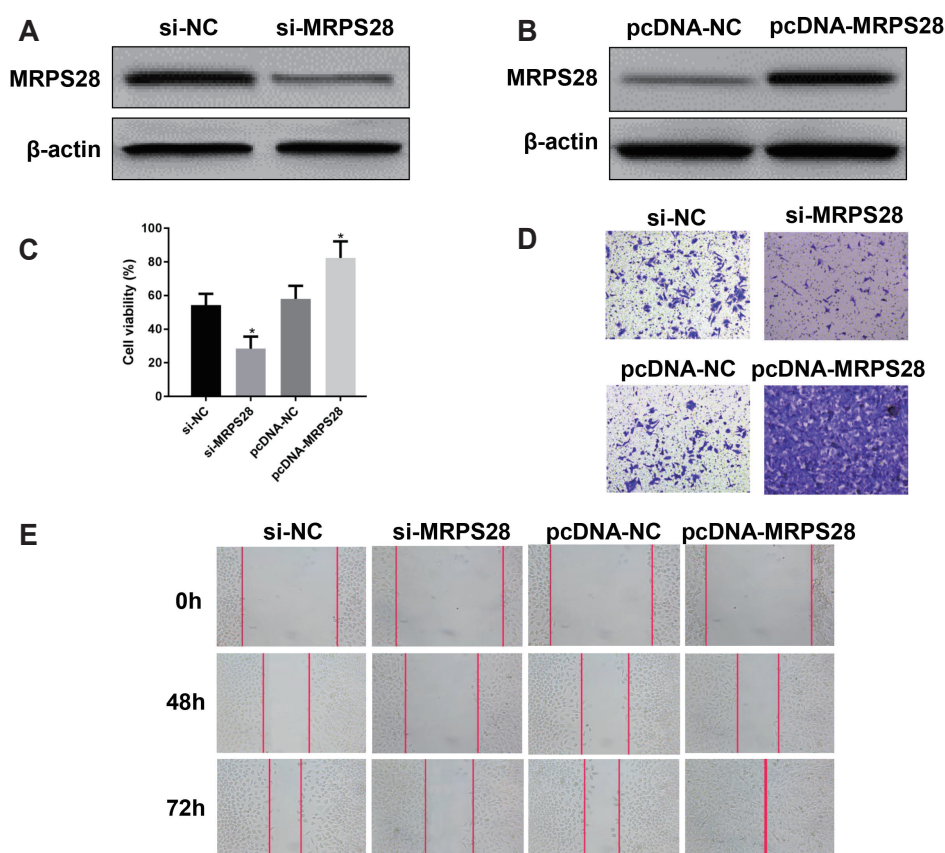 A
si-NC si-MRPS28
MRPS28
β-actin
B
pcDNA-NC pcDNA-MRPS28
MRPS28
β-actin
C
Cell viability (%)
100
80
60
40
20
0
*
*
si-NC
si-MRPS28
pcDNA-NC
pcDNA-MRPS28
D
si-NC si-MRPS28
pcDNA-NC pcDNA-MRPS28
E
si-NC si-MRPS28 pcDNA-NC pcDNA-MRPS28
0h
48h
72h